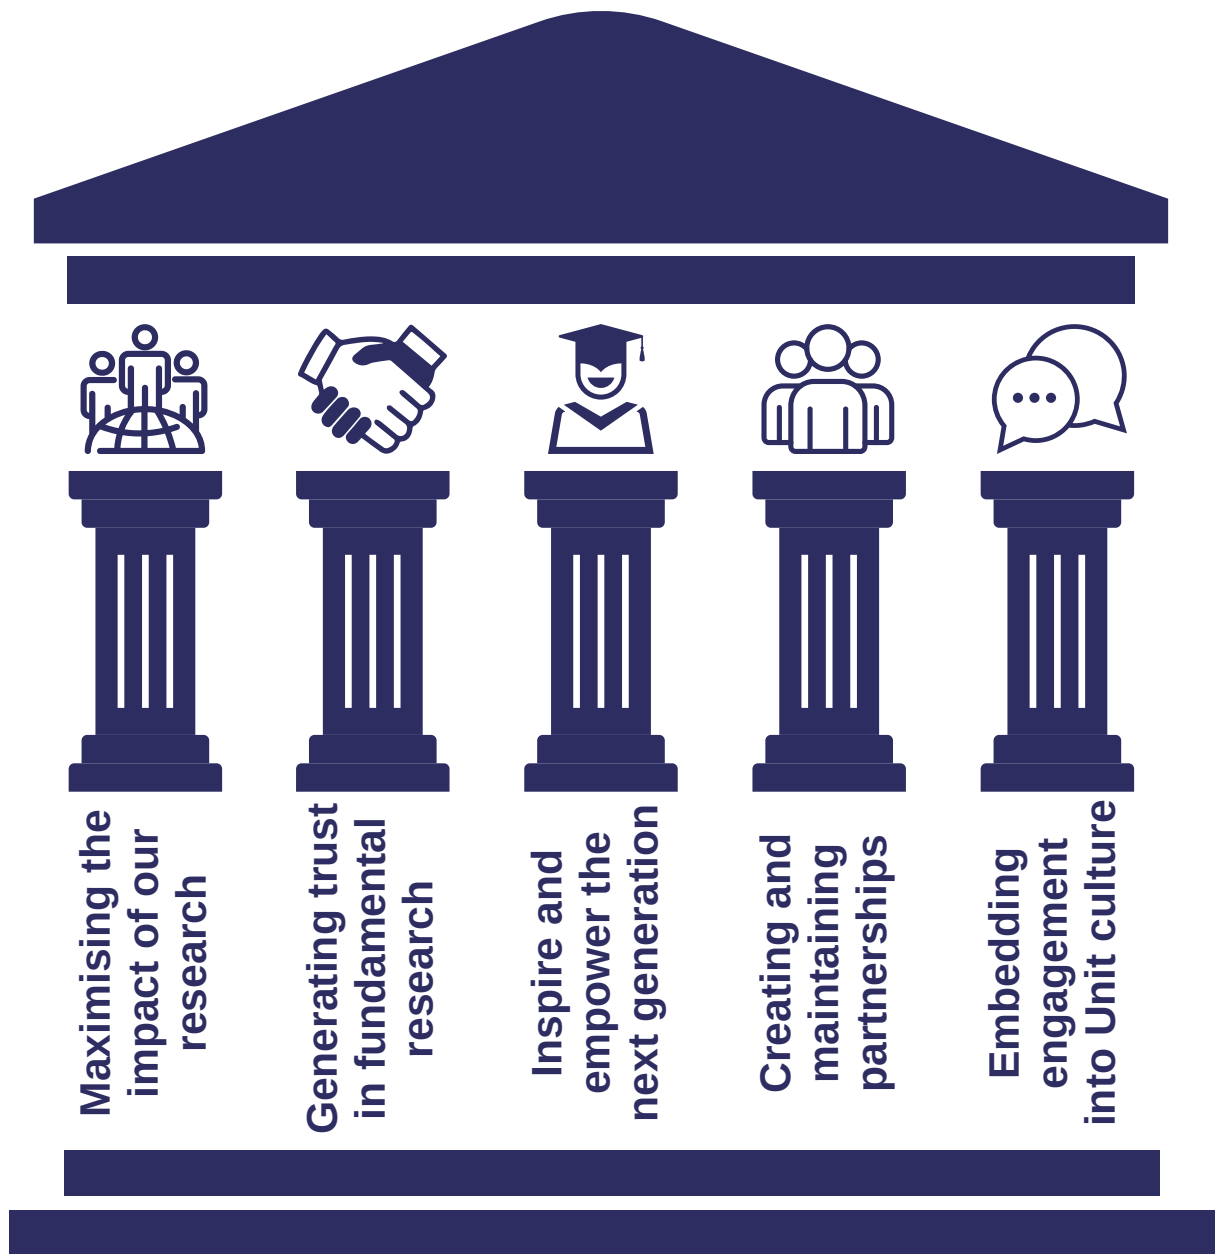 Maximising the
impact of our
research
Generating trust
in fundamental
research
Inspire and
empower the
next generation
Creating and
maintaining
partnerships
Embedding
engagement
into Unit culture